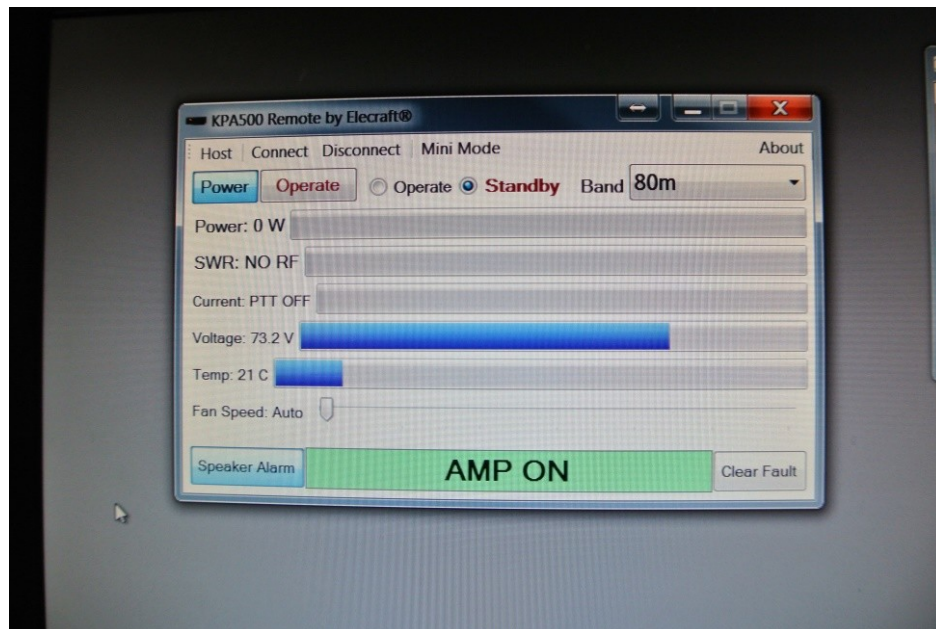 KPA500 Remote by Elecraft®
Host Connect Disconnect Mini Mode About
Power Operate Operate Standby Band 80m
Power: 0 W
SWR: NO RF
Current: PTT OFF
Voltage: 73.2 V
Temp: 21 C
Fan Speed: Auto
Speaker Alarm AMP ON Clear Fault